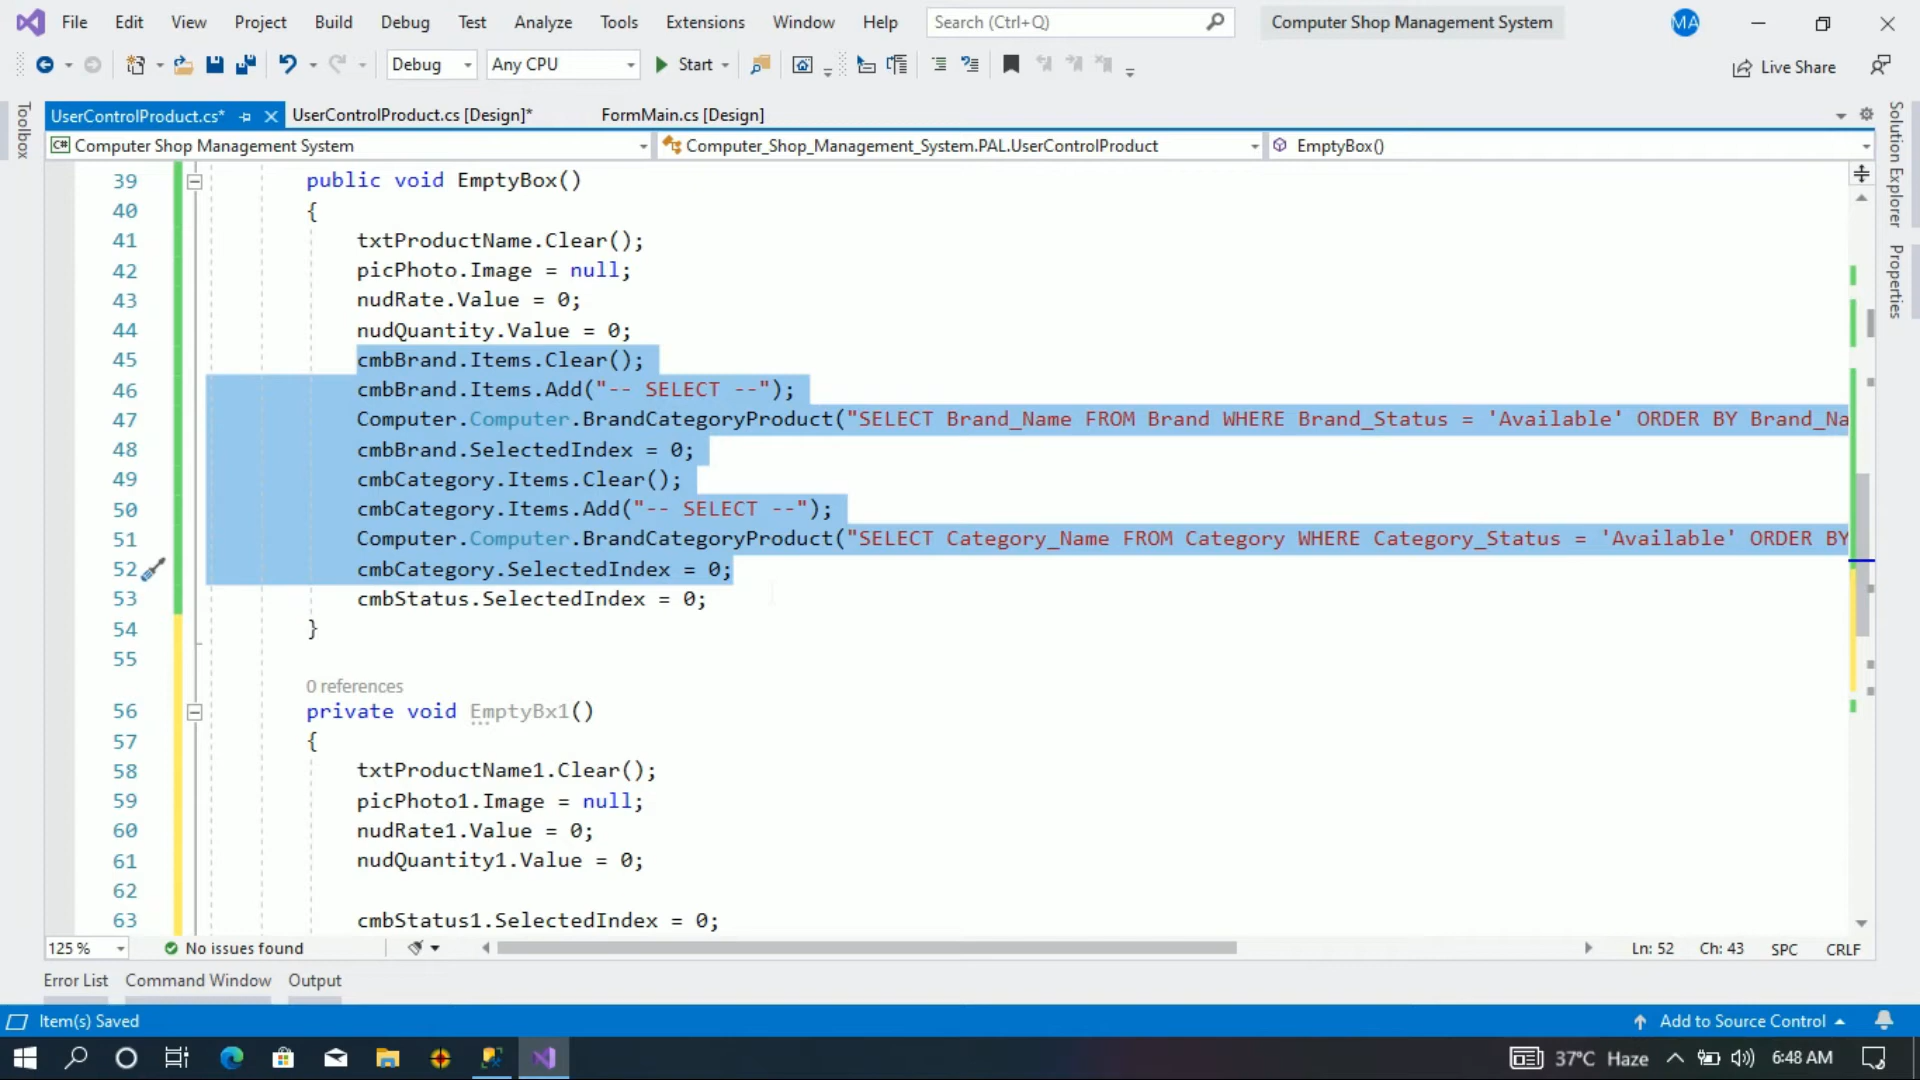 File Edit View Project Build Debug Test Analyze Tools Extensions Window Help Search (Ctrl+Q) Computer Shop Management System MA
Debug Any CPU Start Live Share
Toolbox
UserControlProduct.cs* UserControlProduct.cs [Design]* FormMain.cs [Design]
C# Computer Shop Management System Computer_Shop_Management_System.PAL.UserControlProduct EmptyBox()
Solution Explorer
Properties
39 public void EmptyBox()
40 {
41 txtProductName.Clear();
42 picPhoto.Image = null;
43 nudRate.Value = 0;
44 nudQuantity.Value = 0;
45 cmbBrand.Items.Clear();
46 cmbBrand.Items.Add("-- SELECT --");
47 Computer.Computer.BrandCategoryProduct("SELECT Brand_Name FROM Brand WHERE Brand_Status = 'Available' ORDER BY Brand_Na
48 cmbBrand.SelectedIndex = 0;
49 cmbCategory.Items.Clear();
50 cmbCategory.Items.Add("-- SELECT --");
51 Computer.Computer.BrandCategoryProduct("SELECT Category_Name FROM Category WHERE Category_Status = 'Available' ORDER BY
52 cmbCategory.SelectedIndex = 0;
53 cmbStatus.SelectedIndex = 0;
54 }
55
0 references
56 private void EmptyBx1()
57 {
58 txtProductName1.Clear();
59 picPhoto1.Image = null;
60 nudRate1.Value = 0;
61 nudQuantity1.Value = 0;
62
63 cmbStatus1.SelectedIndex = 0;
125 % No issues found Ln: 52 Ch: 43 SPC CRLF
Error List Command Window Output
Item(s) Saved Add to Source Control
37°C Haze 6:48 AM